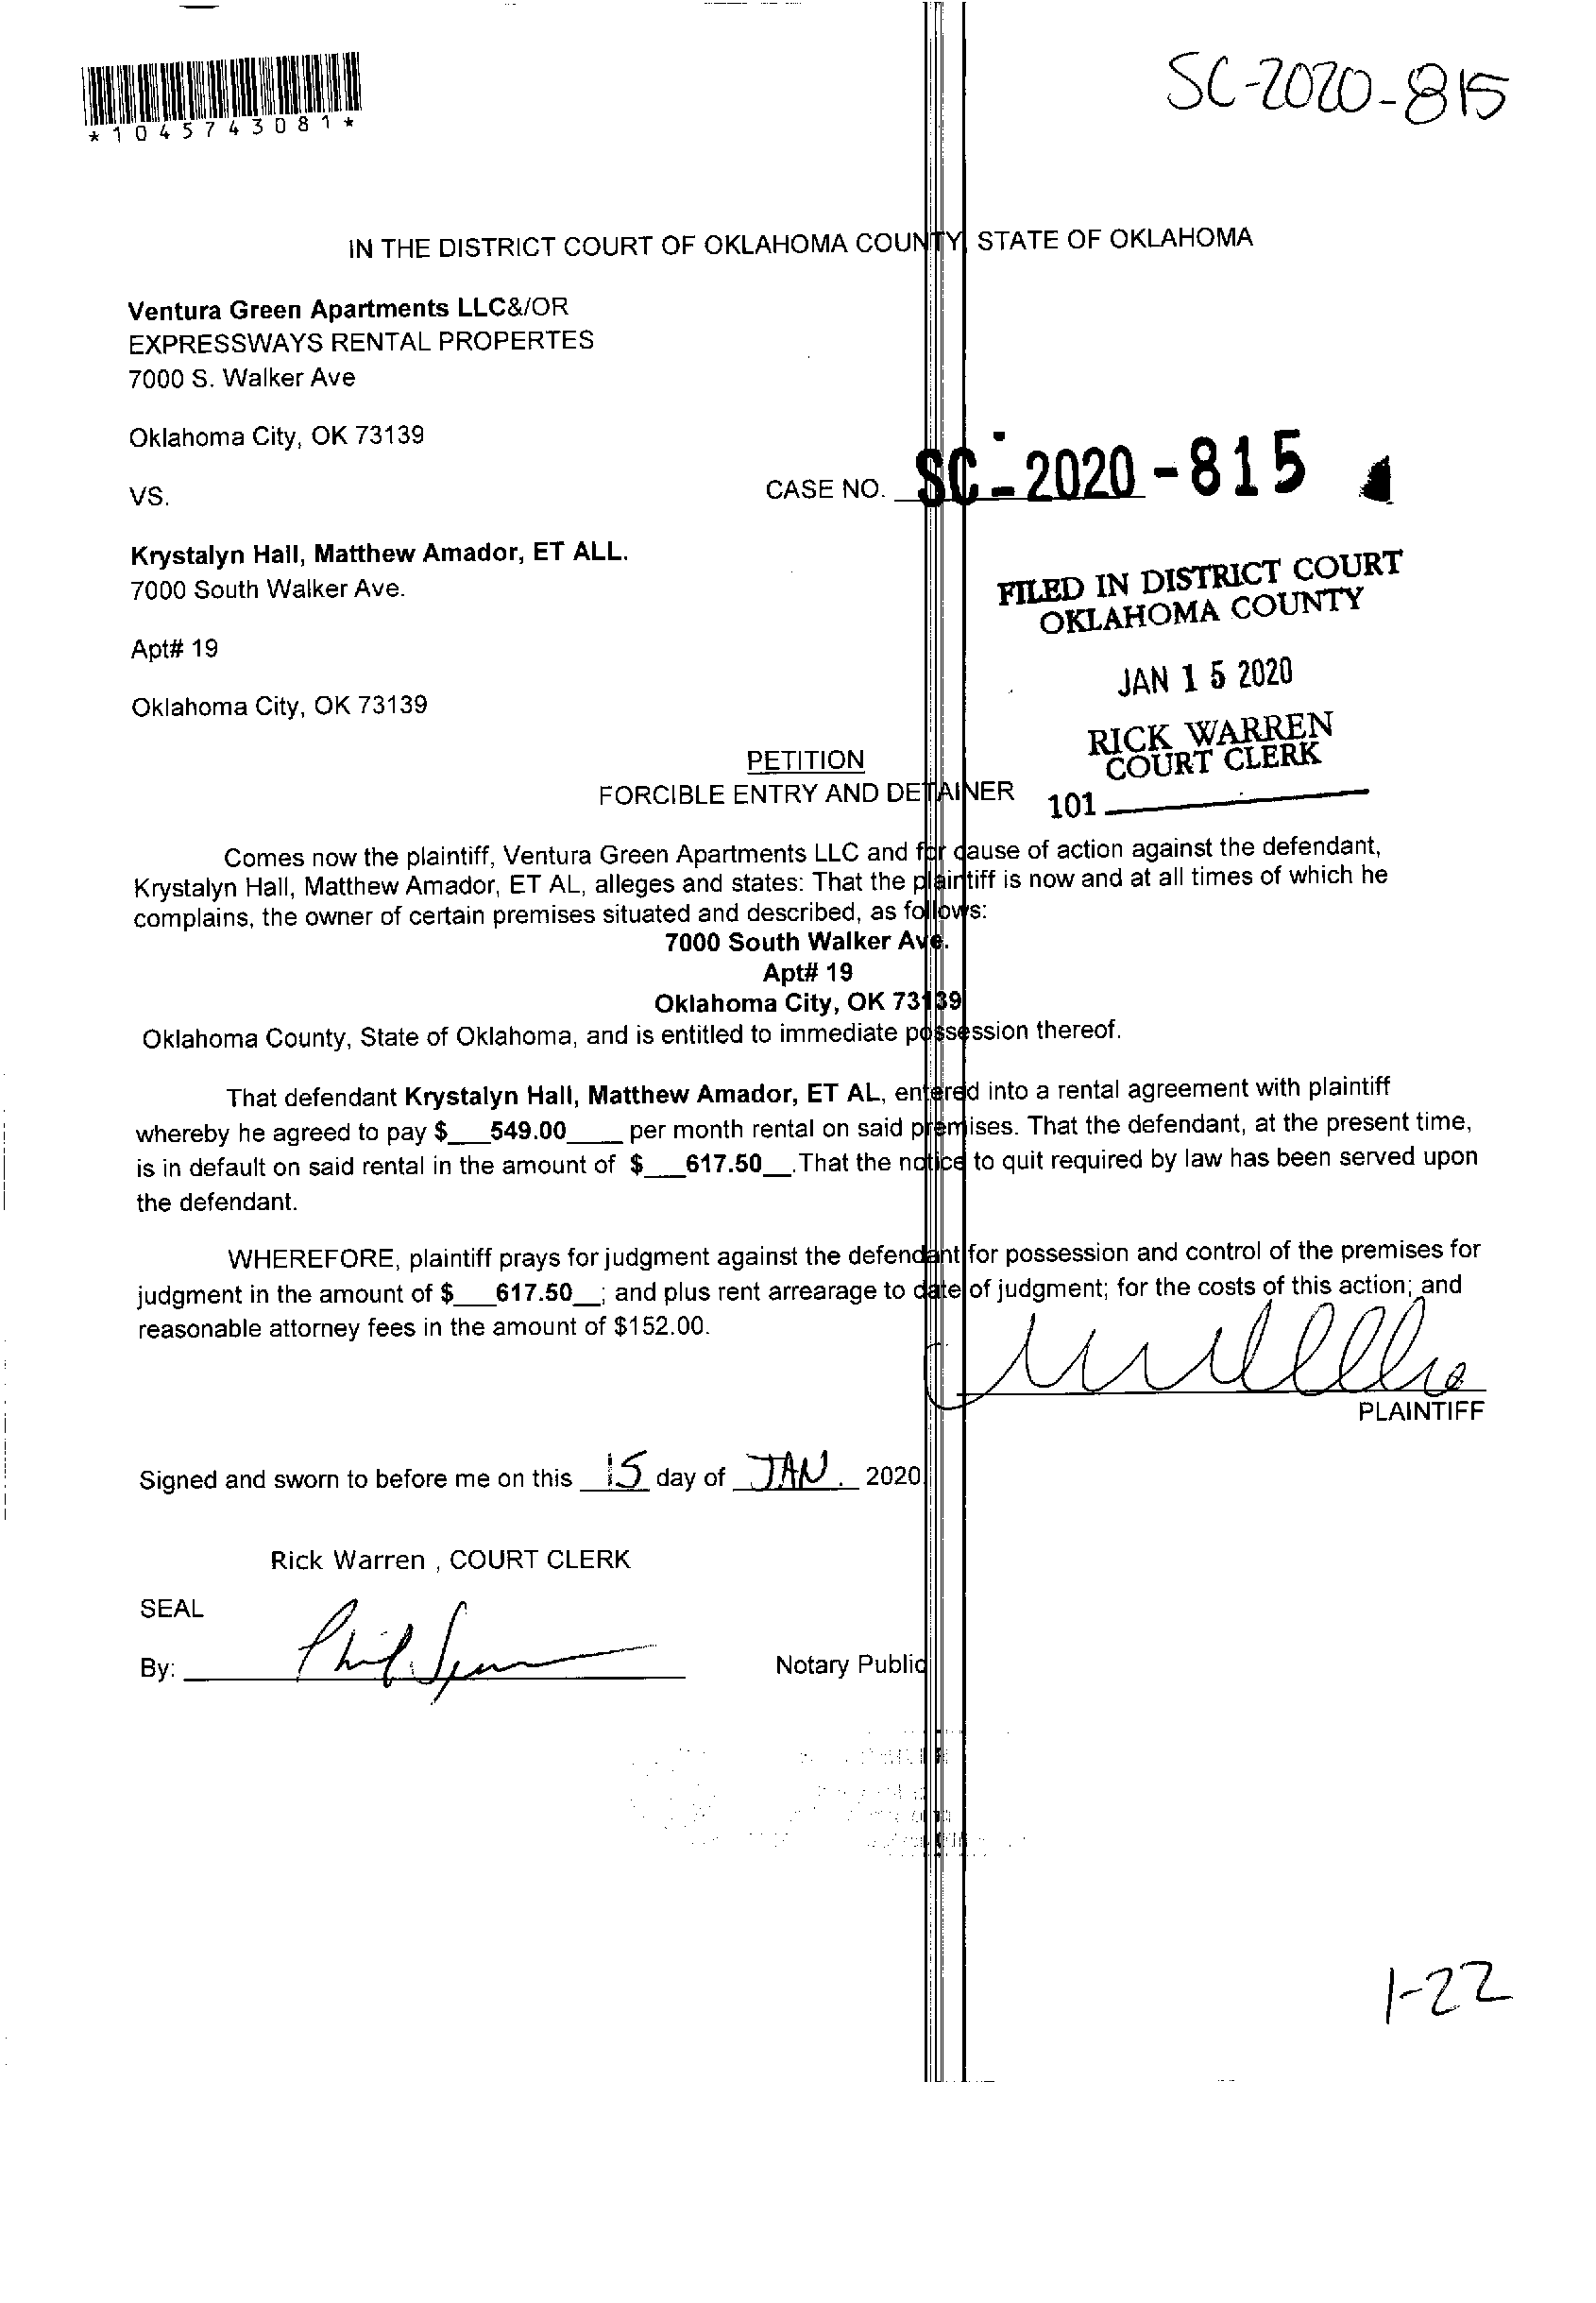 *1045743081*
SC-2020-815
IN THE DISTRICT COURT OF OKLAHOMA COUNTY STATE OF OKLAHOMA
Ventura Green Apartments LLC&/OR
EXPRESSWAYS RENTAL PROPERTES
7000 S. Walker Ave
Oklahoma City, OK 73139
VS.
CASE NO. SC-2020-815
Krystalyn Hall, Matthew Amador, ET ALL.
7000 South Walker Ave.
Apt# 19
Oklahoma City, OK 73139
FILED IN DISTRICT COURT
OKLAHOMA COUNTY
JAN 15 2020
RICK WARREN
COURT CLERK
101
PETITION
FORCIBLE ENTRY AND DETAINER
Comes now the plaintiff, Ventura Green Apartments LLC and for cause of action against the defendant,
Krystalyn Hall, Matthew Amador, ET AL, alleges and states: That the plaintiff is now and at all times of which he
complains, the owner of certain premises situated and described, as follows:
7000 South Walker Ave.
Apt# 19
Oklahoma City, OK 73139
Oklahoma County, State of Oklahoma, and is entitled to immediate possession thereof.
That defendant Krystalyn Hall, Matthew Amador, ET AL, entered into a rental agreement with plaintiff
whereby he agreed to pay $___549.00____ per month rental on said premises. That the defendant, at the present time,
is in default on said rental in the amount of $___617.50__.That the notice to quit required by law has been served upon
the defendant.
WHEREFORE, plaintiff prays for judgment against the defendant for possession and control of the premises for
judgment in the amount of $___617.50__; and plus rent arrearage to date of judgment; for the costs of this action; and
reasonable attorney fees in the amount of $152.00.
PLAINTIFF
Signed and sworn to before me on this 15 day of JAN. 2020
Rick Warren , COURT CLERK
SEAL
By:
Notary Public
1-22